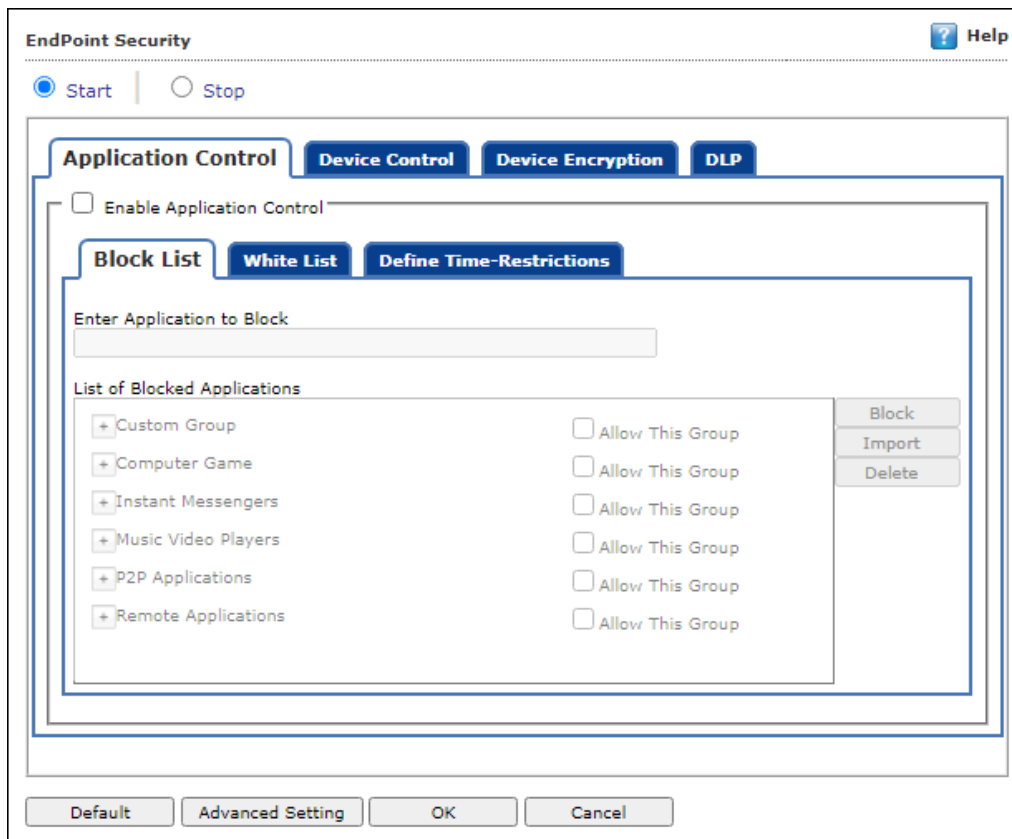 EndPoint Security
? Help
Start Stop
Application Control Device Control Device Encryption DLP
Enable Application Control
Block List White List Define Time-Restrictions
Enter Application to Block
List of Blocked Applications
+ Custom Group Allow This Group Block
+ Computer Game Allow This Group Import
+ Instant Messengers Allow This Group Delete
+ Music Video Players Allow This Group
+ P2P Applications Allow This Group
+ Remote Applications Allow This Group
Default Advanced Setting OK Cancel